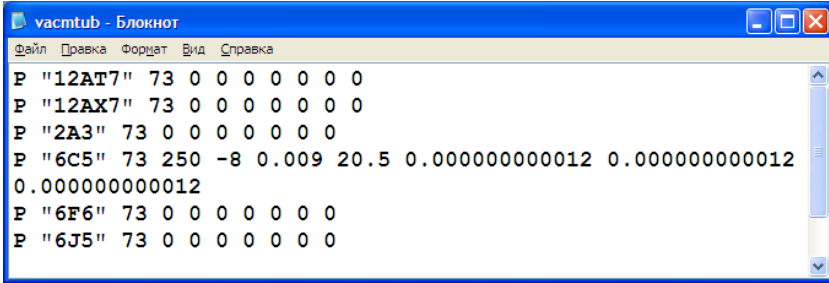 vacmtub - Блокнот
Файл Правка Формат Вид Справка
P "12AT7" 73 0 0 0 0 0 0 0
P "12AX7" 73 0 0 0 0 0 0 0
P "2A3" 73 0 0 0 0 0 0 0
P "6C5" 73 250 -8 0.009 20.5 0.000000000012 0.000000000012
0.000000000012
P "6F6" 73 0 0 0 0 0 0 0
P "6J5" 73 0 0 0 0 0 0 0